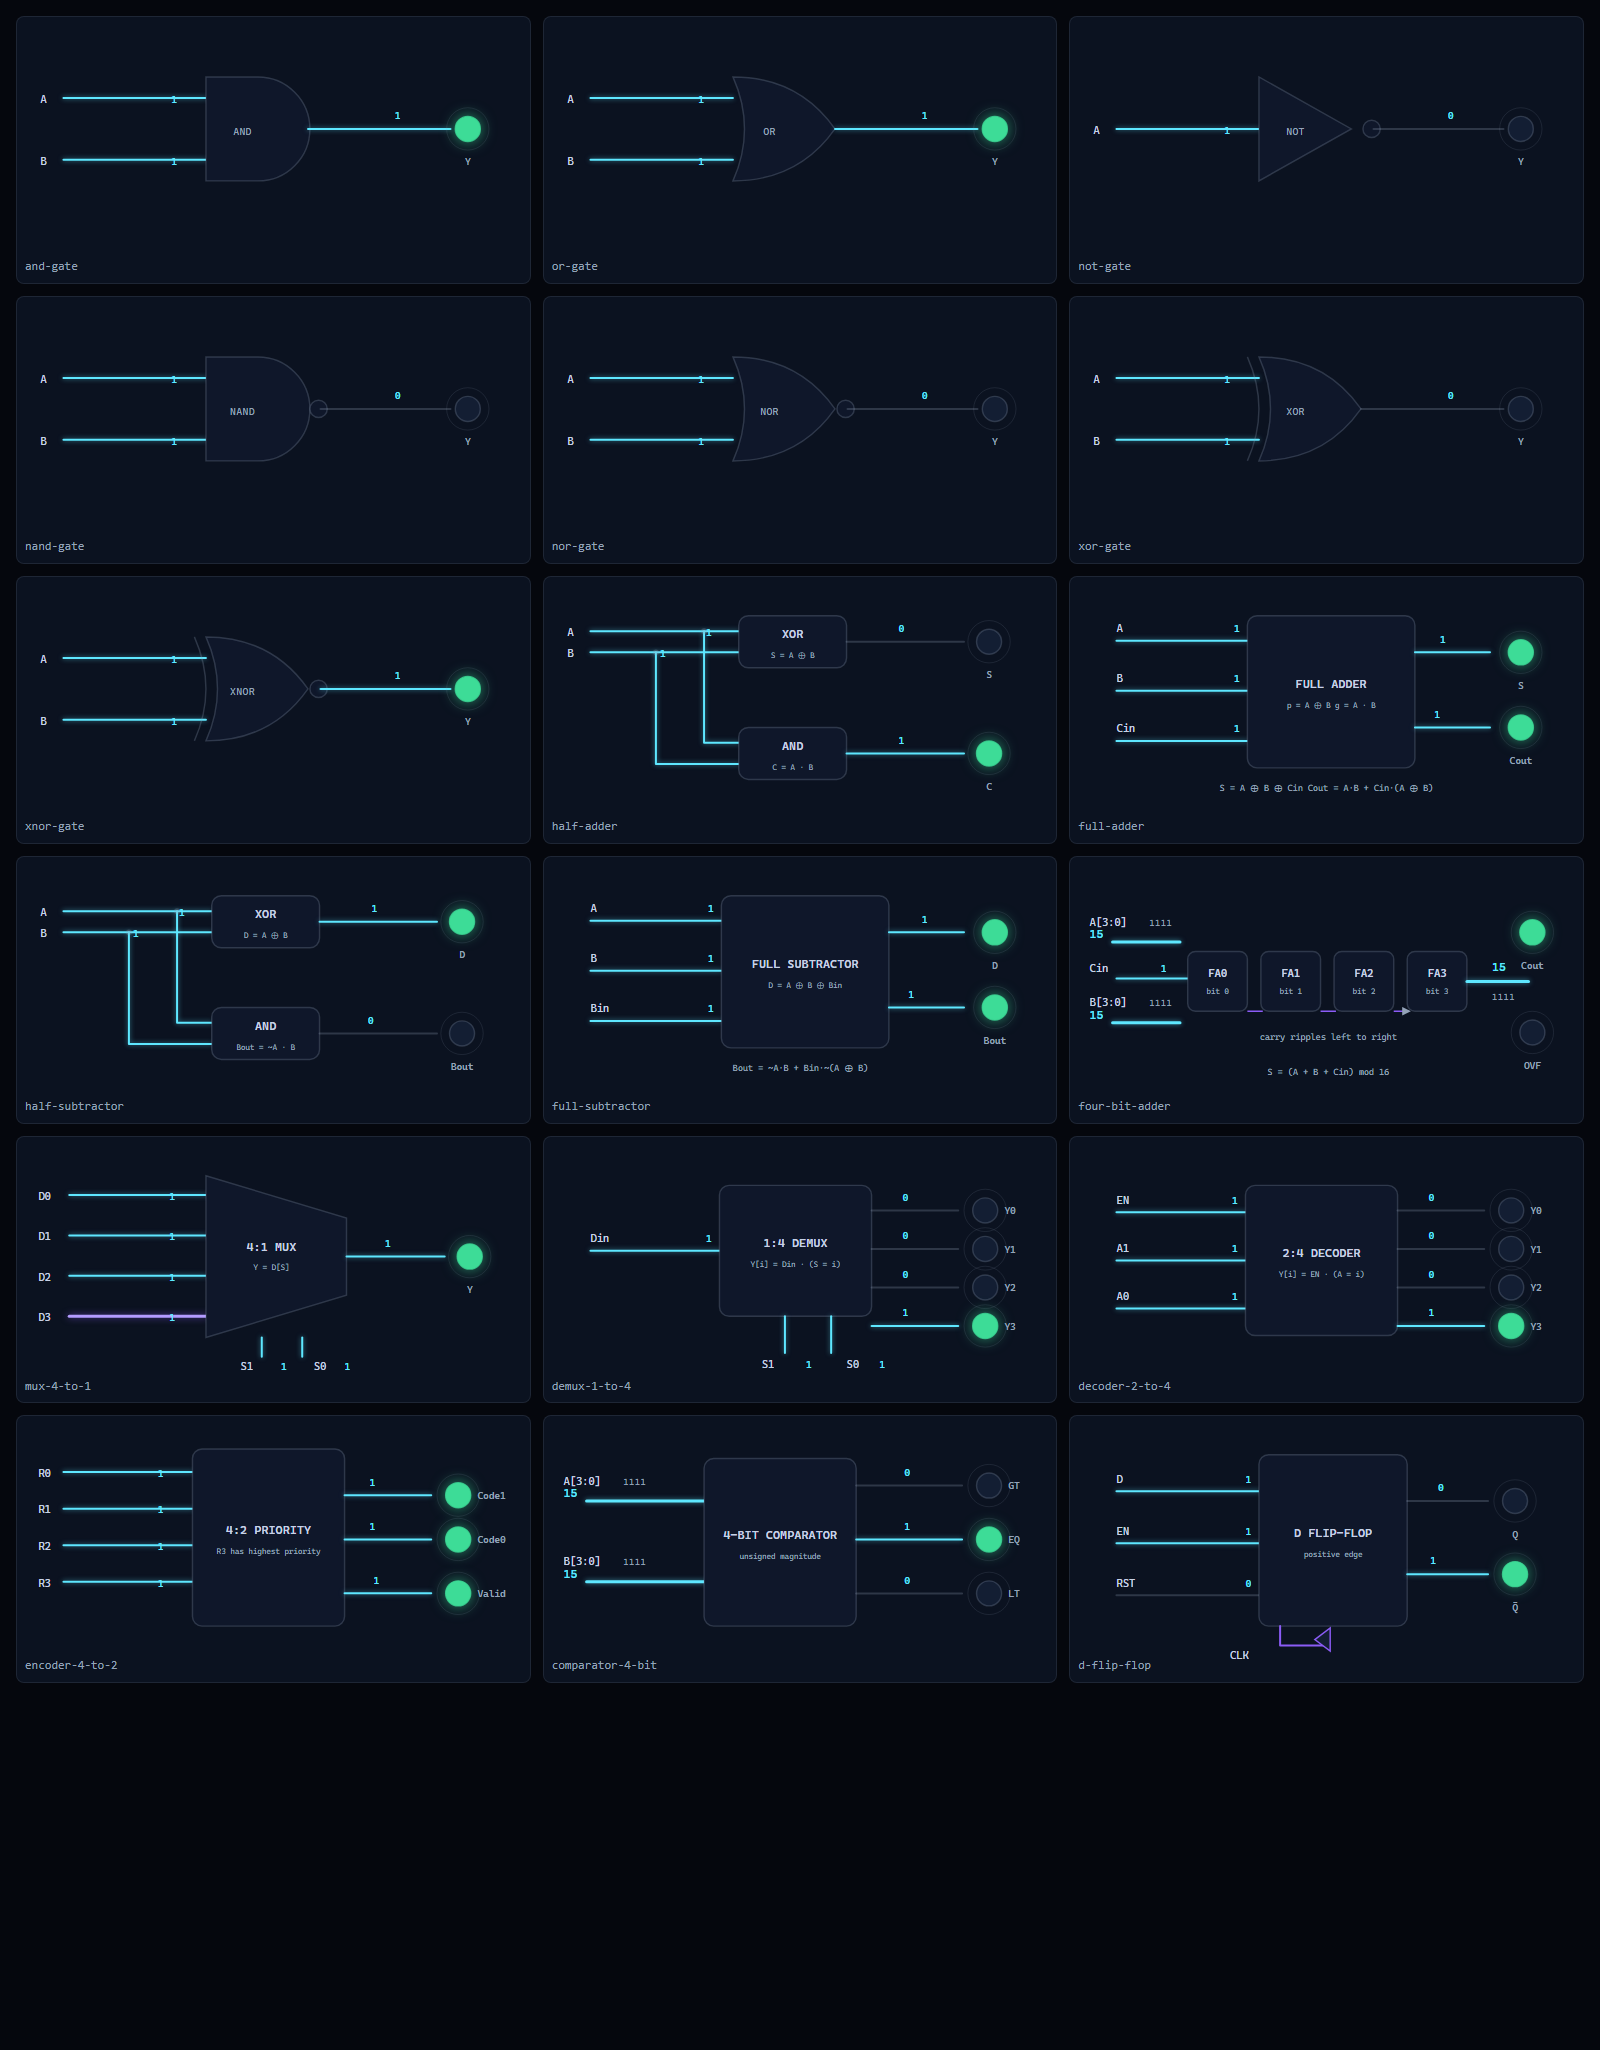 A 1
AND
1
B 1
Y
and-gate
A 1
OR
1
B 1
Y
or-gate
A 1
NOT
0
Y
not-gate
A 1
NAND
0
B 1
Y
nand-gate
A 1
NOR
0
B 1
Y
nor-gate
A 1
XOR
0
B 1
Y
xor-gate
A 1
XNOR
1
B 1
Y
xnor-gate
A 1
B 1
XOR
S = A ⊕ B
0
S
AND
C = A · B
1
C
half-adder
A 1
B 1
Cin 1
FULL ADDER
p = A ⊕ B g = A · B
1
S
1
Cout
S = A ⊕ B ⊕ Cin Cout = A·B + Cin·(A ⊕ B)
full-adder
A 1
B 1
XOR
D = A ⊕ B
1
D
AND
Bout = ~A · B
0
Bout
half-subtractor
A 1
B 1
Bin 1
FULL SUBTRACTOR
D = A ⊕ B ⊕ Bin
1
D
1
Bout
Bout = ~A·B + Bin·~(A ⊕ B)
full-subtractor
A[3:0] 1111
15
Cin 1
B[3:0] 1111
15
FA0
bit 0
FA1
bit 1
FA2
bit 2
FA3
bit 3
15
1111
Cout
OVF
carry ripples left to right
S = (A + B + Cin) mod 16
four-bit-adder
D0 1
D1 1
D2 1
D3 1
4:1 MUX
Y = D[S]
1
Y
S1 1 S0 1
mux-4-to-1
Din 1
1:4 DEMUX
Y[i] = Din · (S = i)
0 Y0
0 Y1
0 Y2
1 Y3
S1 1 S0 1
demux-1-to-4
EN 1
A1 1
A0 1
2:4 DECODER
Y[i] = EN · (A = i)
0 Y0
0 Y1
0 Y2
1 Y3
decoder-2-to-4
R0 1
R1 1
R2 1
R3 1
4:2 PRIORITY
R3 has highest priority
1 Code1
1 Code0
1 Valid
encoder-4-to-2
A[3:0] 1111
15
B[3:0] 1111
15
4-BIT COMPARATOR
unsigned magnitude
0 GT
1 EQ
0 LT
comparator-4-bit
D 1
EN 1
RST 0
D FLIP-FLOP
positive edge
0
Q
1
Q̄
CLK
d-flip-flop